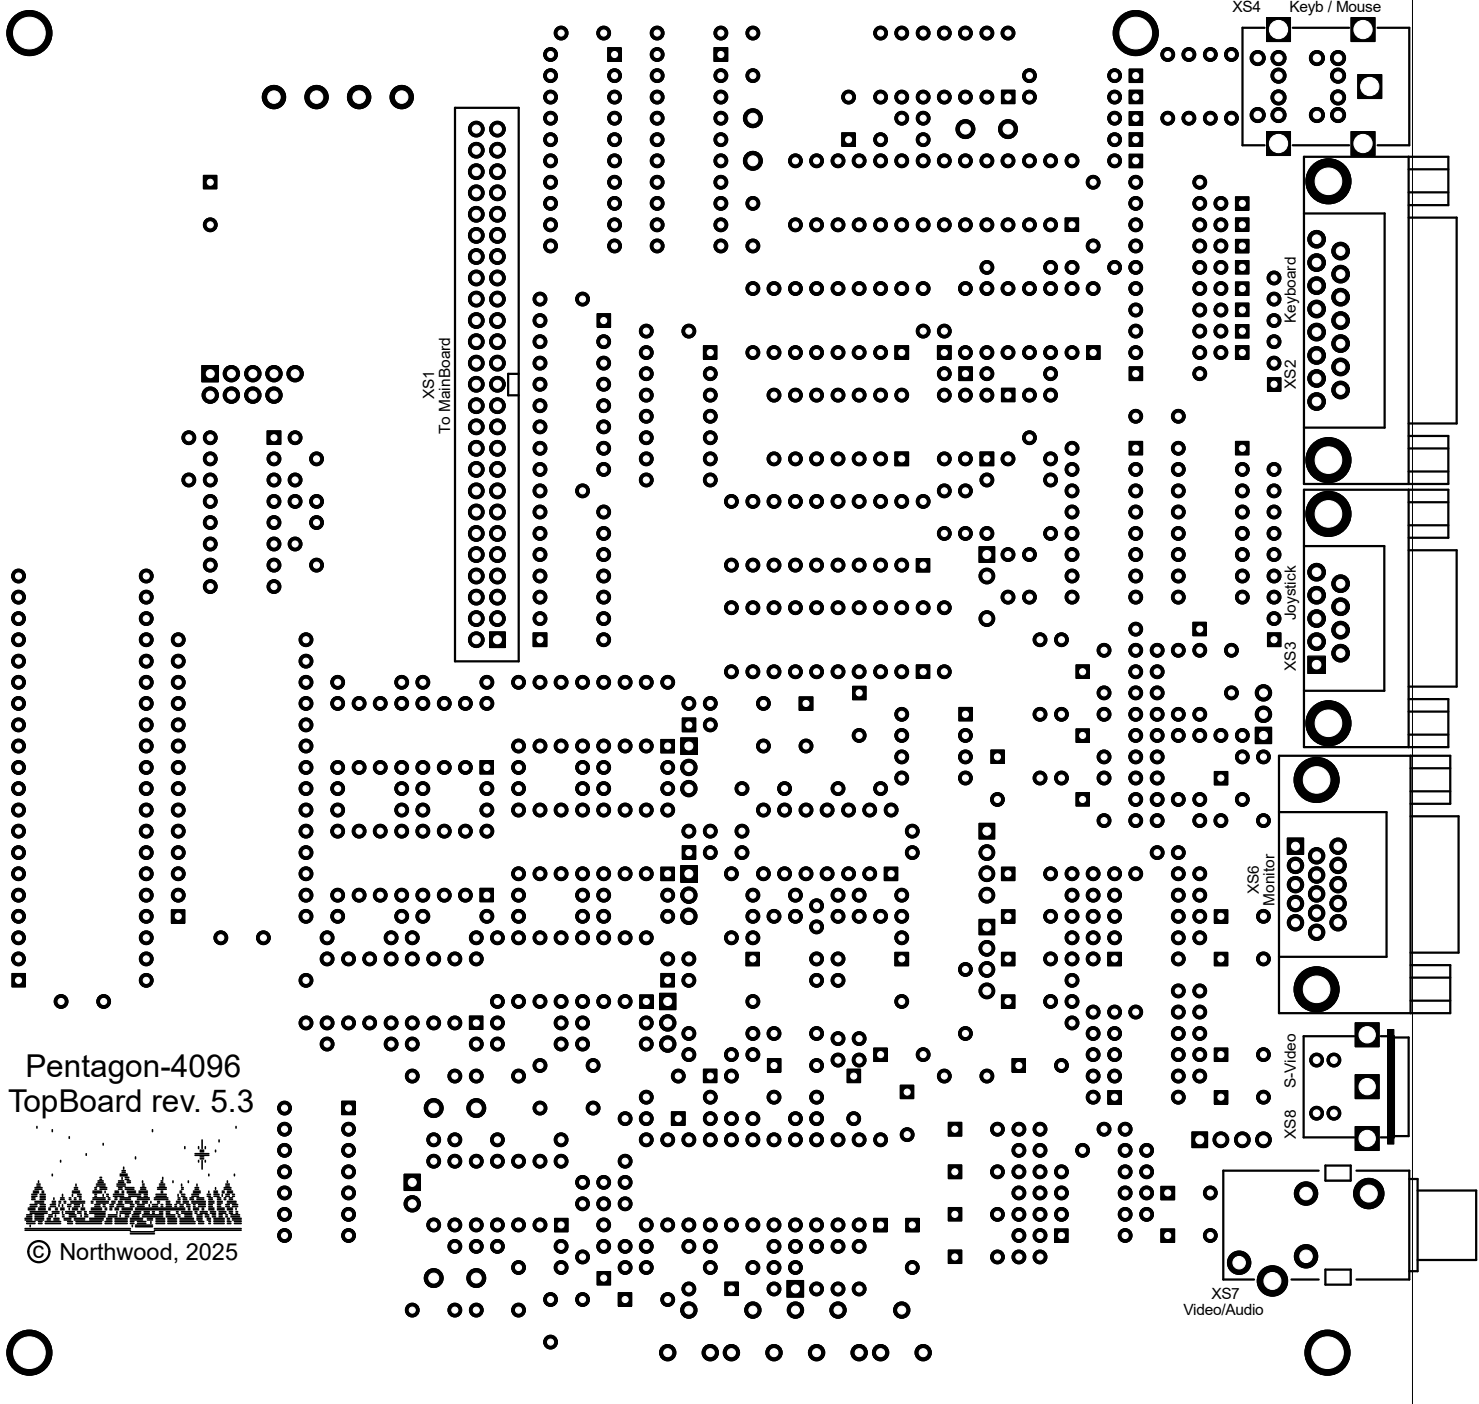 XS4 Keyb / Mouse
XS2 Keyboard
XS1
To MainBoard
XS3 Joystick
XS6
Monitor
XS8 S-Video
XS7
Video/Audio
Pentagon-4096
TopBoard rev. 5.3
© Northwood, 2025